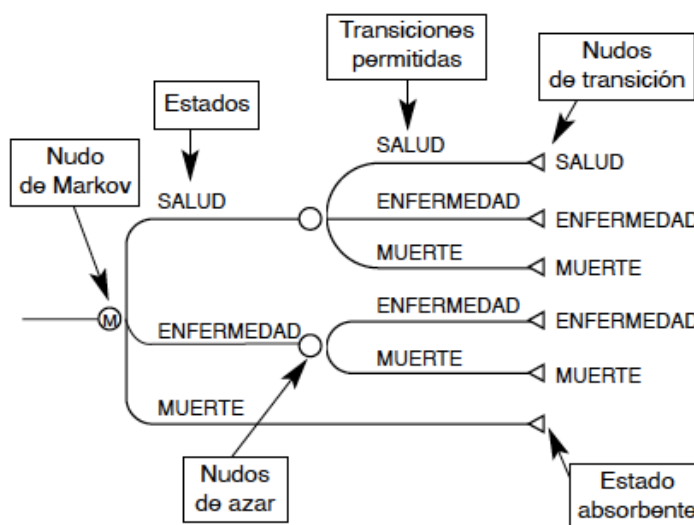 Transiciones
permitidas
Nudos
de transición
Estados
Nudo
de Markov
SALUD
SALUD
SALUD
ENFERMEDAD
ENFERMEDAD
MUERTE
MUERTE
M
ENFERMEDAD
ENFERMEDAD
ENFERMEDAD
MUERTE
MUERTE
MUERTE
Nudos
de azar
Estado
absorbente